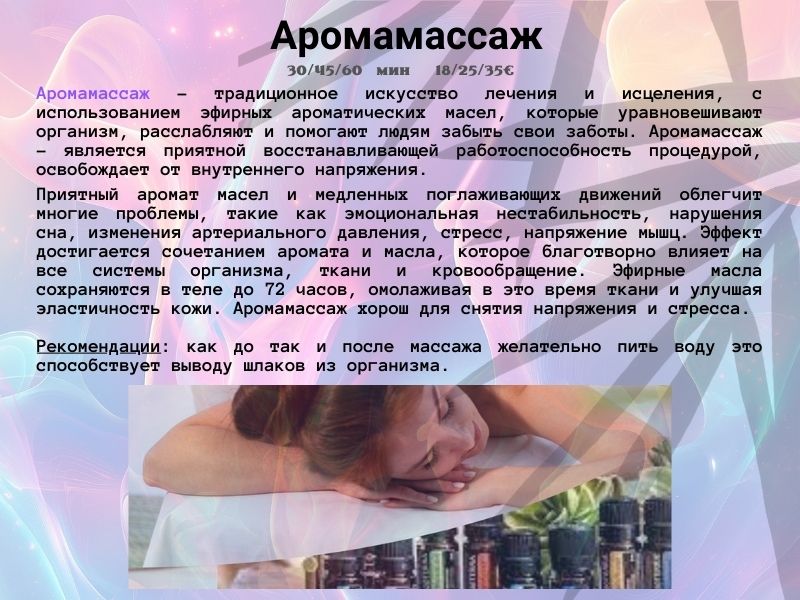 Аромамассаж
30/45/60 мин 18/25/35€
Аромамассаж – традиционное искусство лечения и исцеления, с
использованием эфирных ароматических масел, которые уравновешивают
организм, расслабляют и помогают людям забыть свои заботы. Аромамассаж
– является приятной восстанавливающей работоспособность процедурой,
освобождает от внутреннего напряжения.
Приятный аромат масел и медленных поглаживающих движений облегчит
многие проблемы, такие как эмоциональная нестабильность, нарушения
сна, изменения артериального давления, стресс, напряжение мышц. Эффект
достигается сочетанием аромата и масла, которое благотворно влияет на
все системы организма, ткани и кровообращение. Эфирные масла
сохраняются в теле до 72 часов, омолаживая в это время ткани и улучшая
эластичность кожи. Аромамассаж хорош для снятия напряжения и стресса.
Рекомендации: как до так и после массажа желательно пить воду это
способствует выводу шлаков из организма.